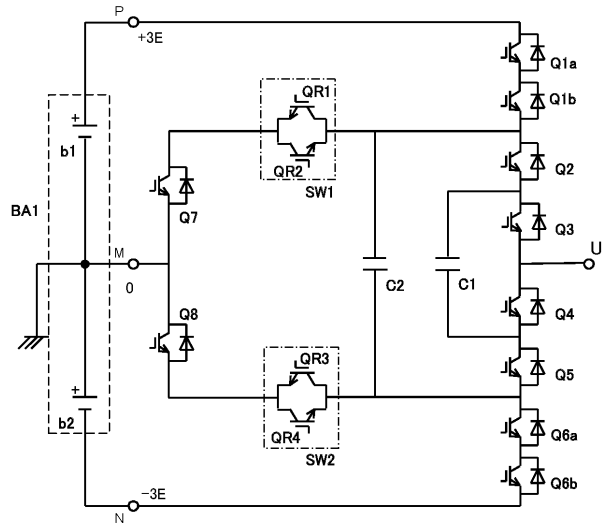 P
+3E
Q1a
QR1
Q1b
+
b1
QR2
SW1
Q2
BA1
Q7
Q3
M
U
0
C2
C1
Q8
Q4
QR3
Q5
+
b2
QR4
SW2
Q6a
−3E
Q6b
N